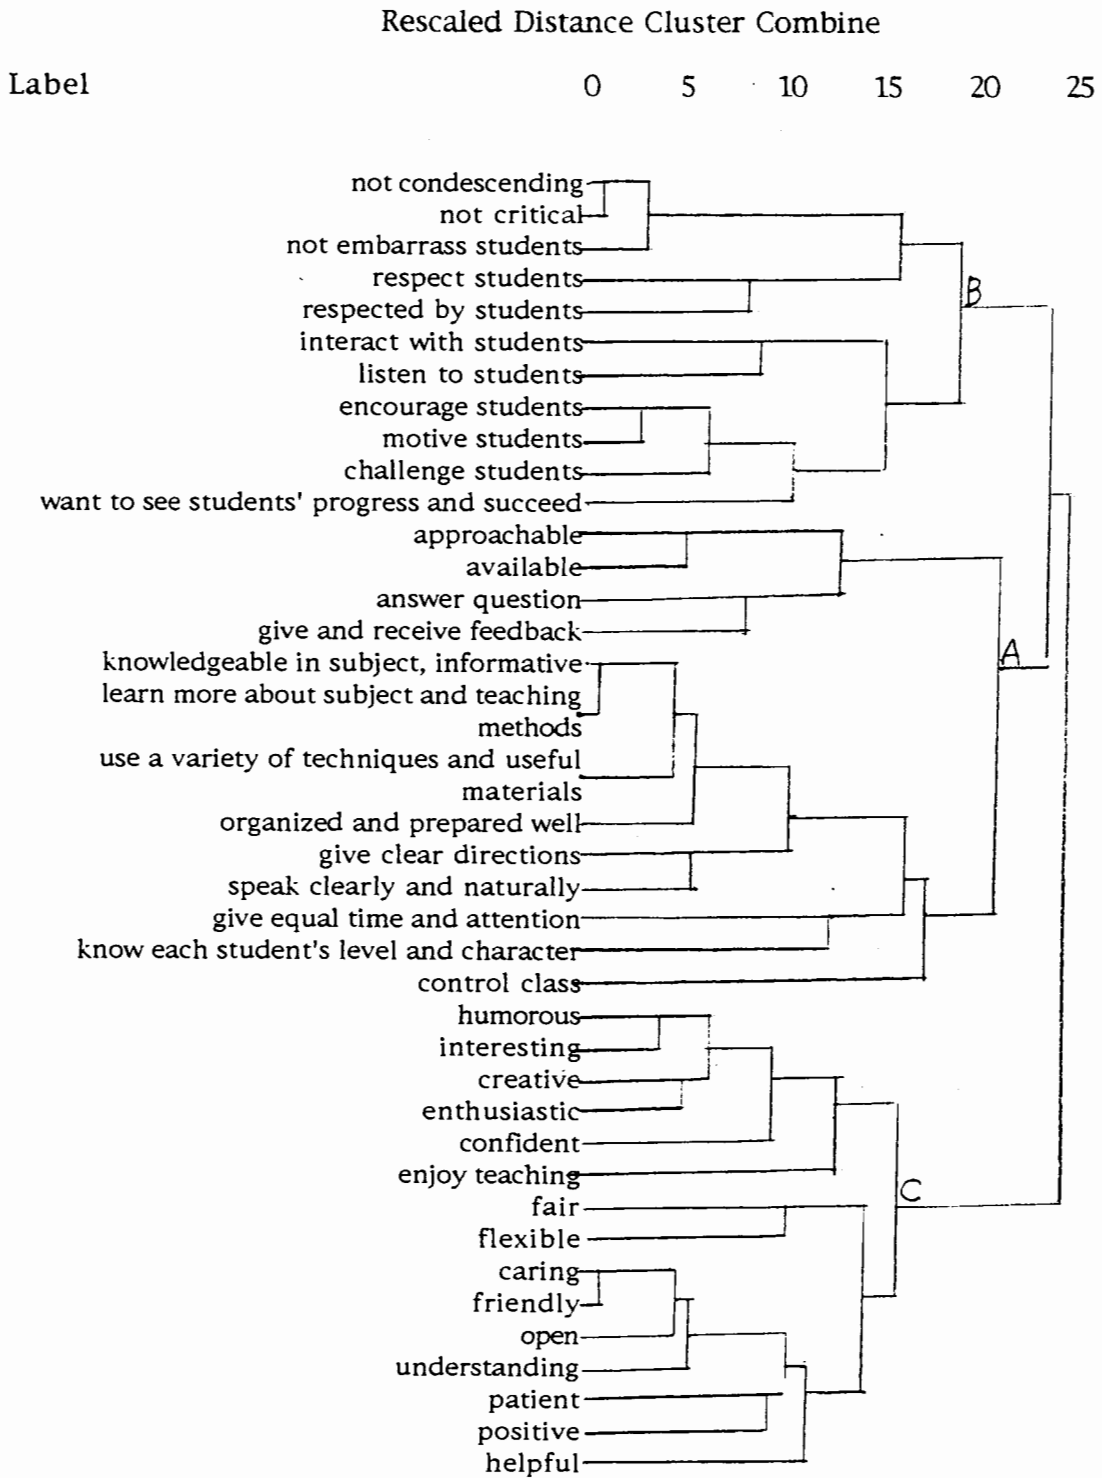 Rescaled Distance Cluster Combine
Label 0 5 10 15 20 25
not condescending
not critical
not embarrass students
respect students
B
respected by students
interact with students
listen to students
encourage students
motive students
challenge students
want to see students' progress and succeed
approachable
available
answer question
give and receive feedback
A
knowledgeable in subject, informative
learn more about subject and teaching
methods
use a variety of techniques and useful
materials
organized and prepared well
give clear directions
speak clearly and naturally
give equal time and attention
know each student's level and character
control class
humorous
interesting
creative
enthusiastic
confident
enjoy teaching
C
fair
flexible
caring
friendly
open
understanding
patient
positive
helpful